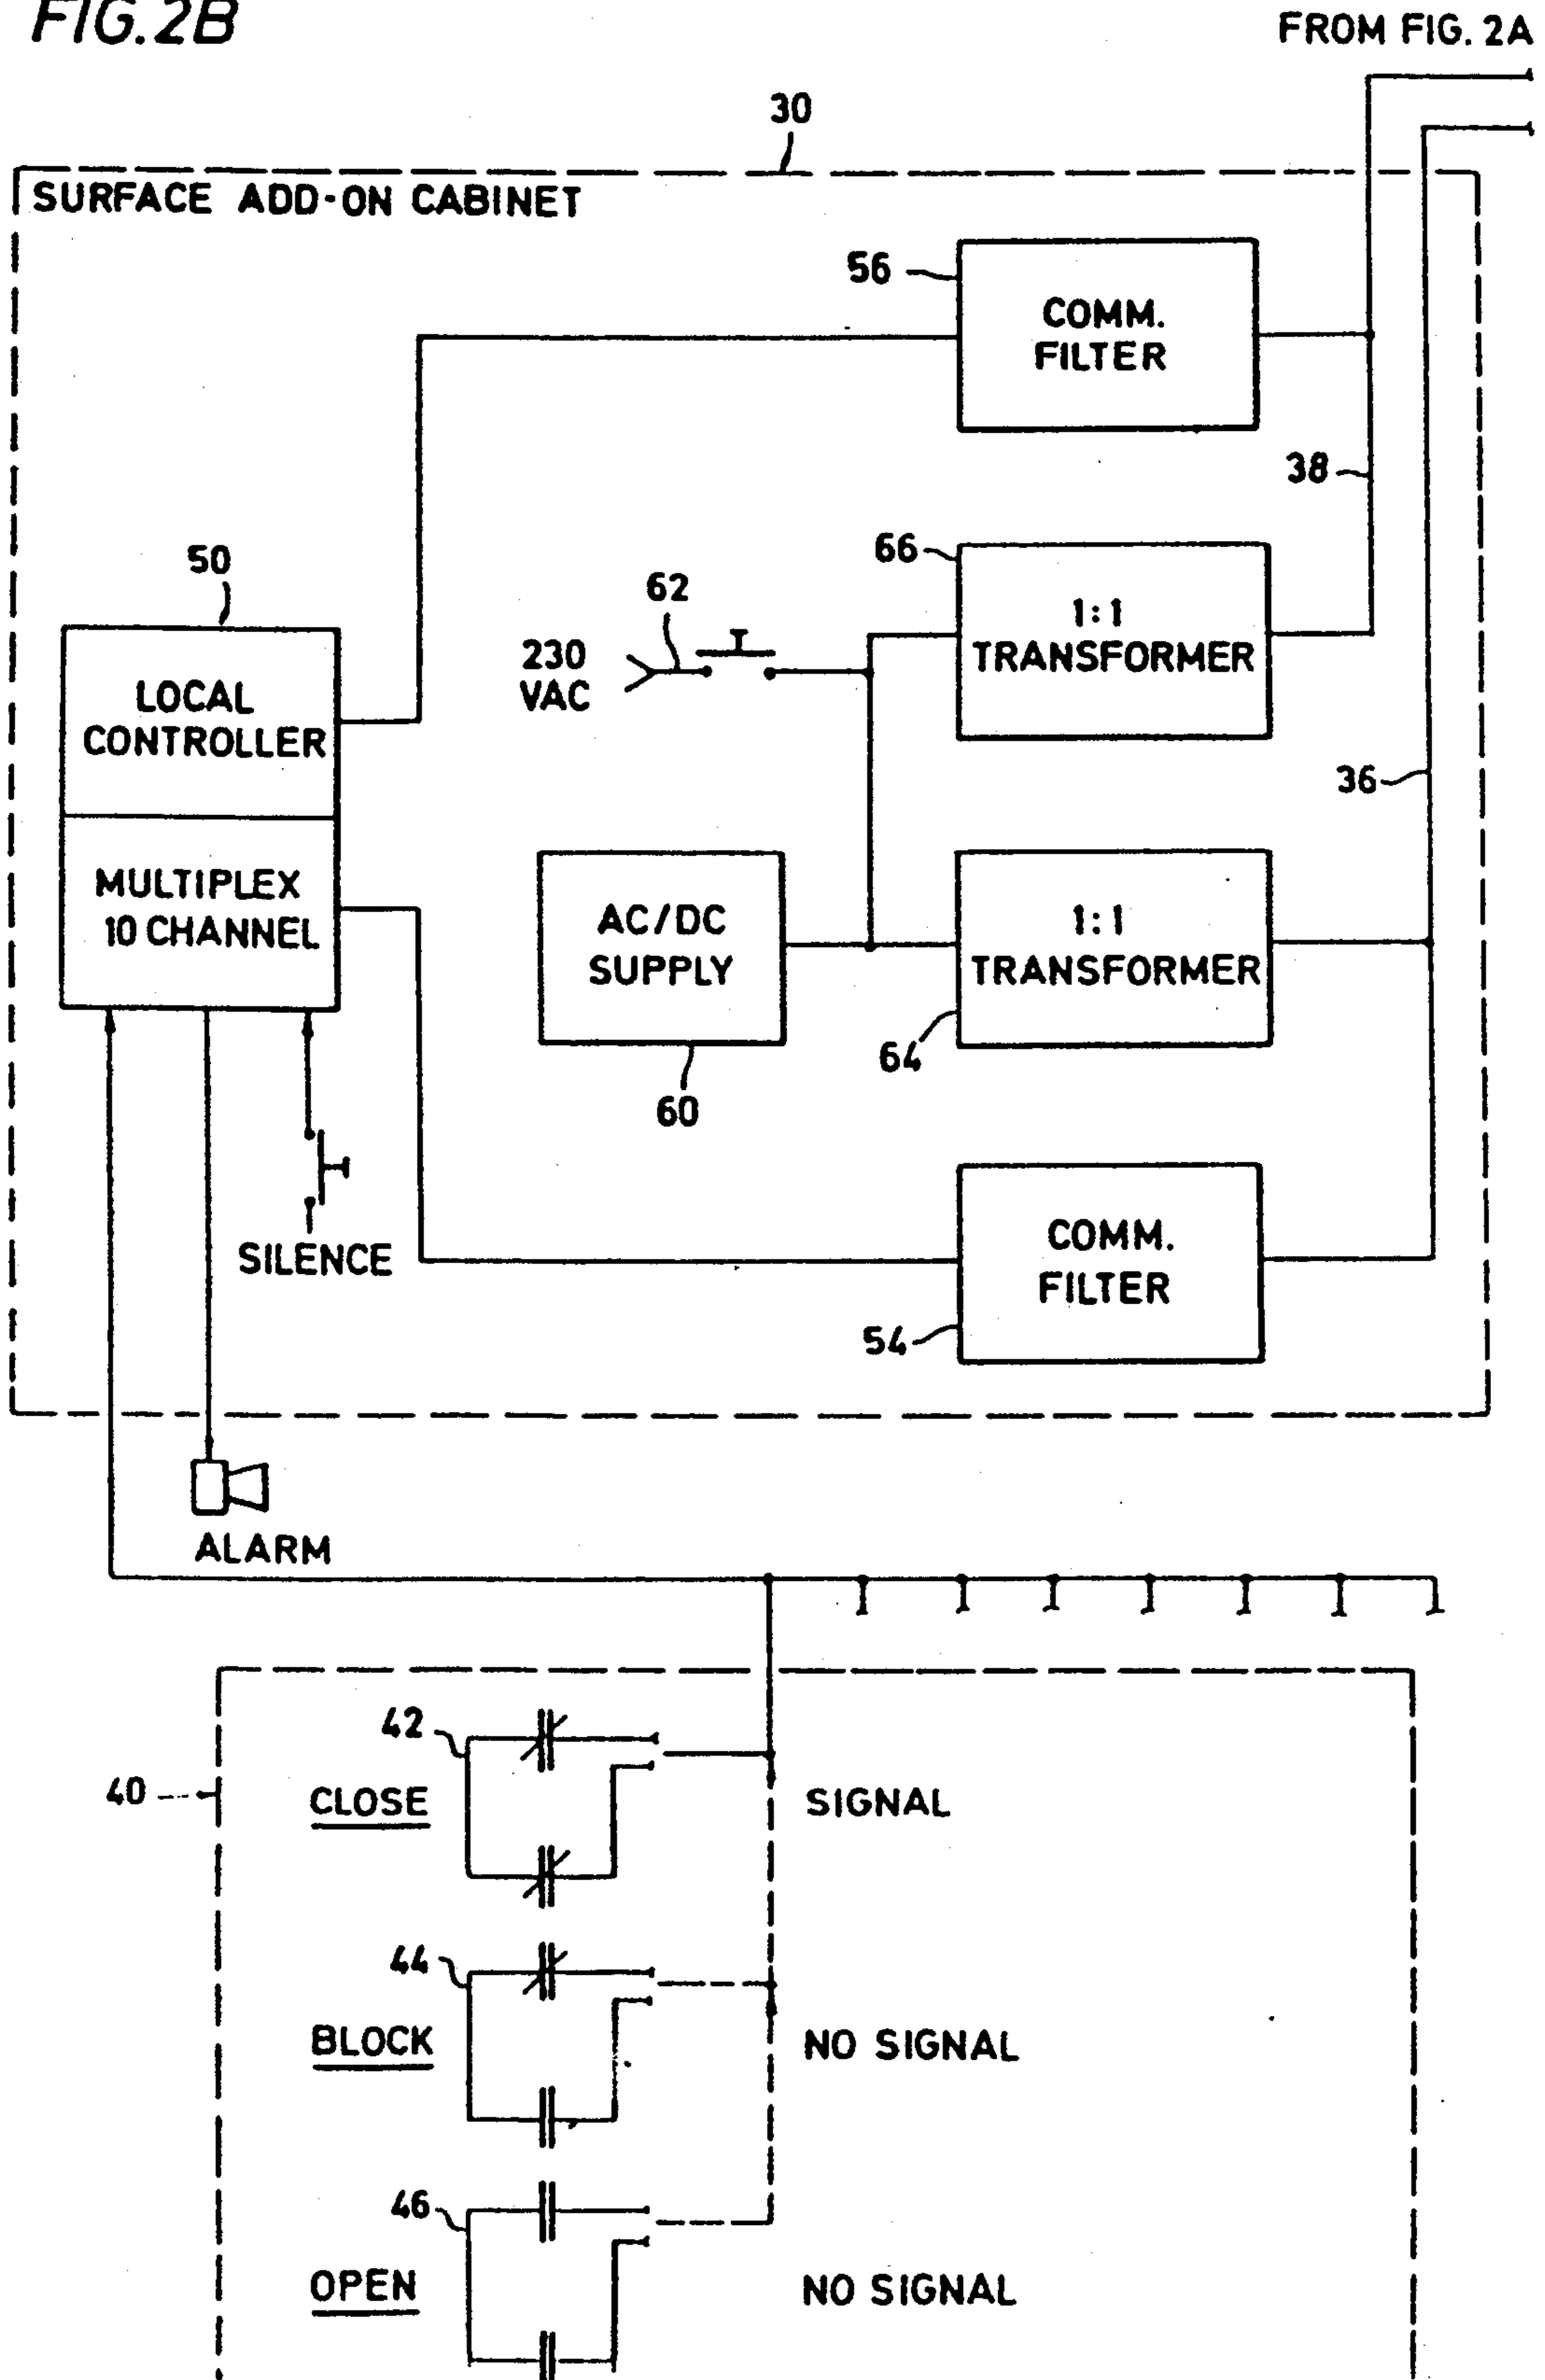 FIG.2B
FROM FIG. 2A
30
SURFACE ADD-ON CABINET
56
COMM.
FILTER
38
50
66
62
1:1
TRANSFORMER
230
VAC
LOCAL
CONTROLLER
36
MULTIPLEX
10 CHANNEL
AC/DC
SUPPLY
1:1
TRANSFORMER
64
60
COMM.
FILTER
SILENCE
54
ALARM
42
40
CLOSE
SIGNAL
44
BLOCK
NO SIGNAL
46
OPEN
NO SIGNAL